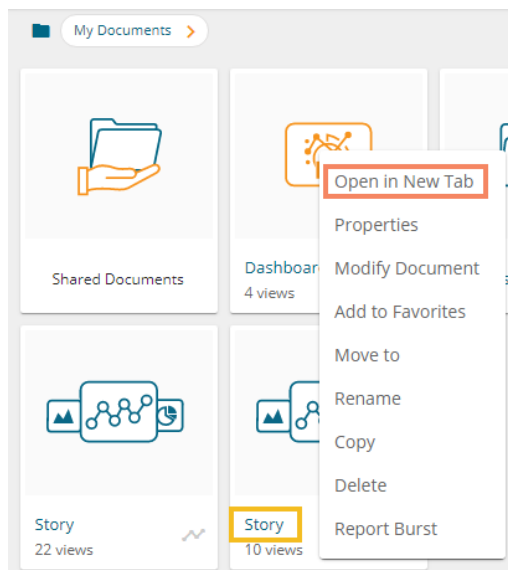 My Documents
Shared Documents
Dashboar
4 views
Open in New Tab
Properties
Modify Document
Add to Favorites
Move to
Rename
Copy
Delete
Report Burst
Story
22 views
Story
10 views